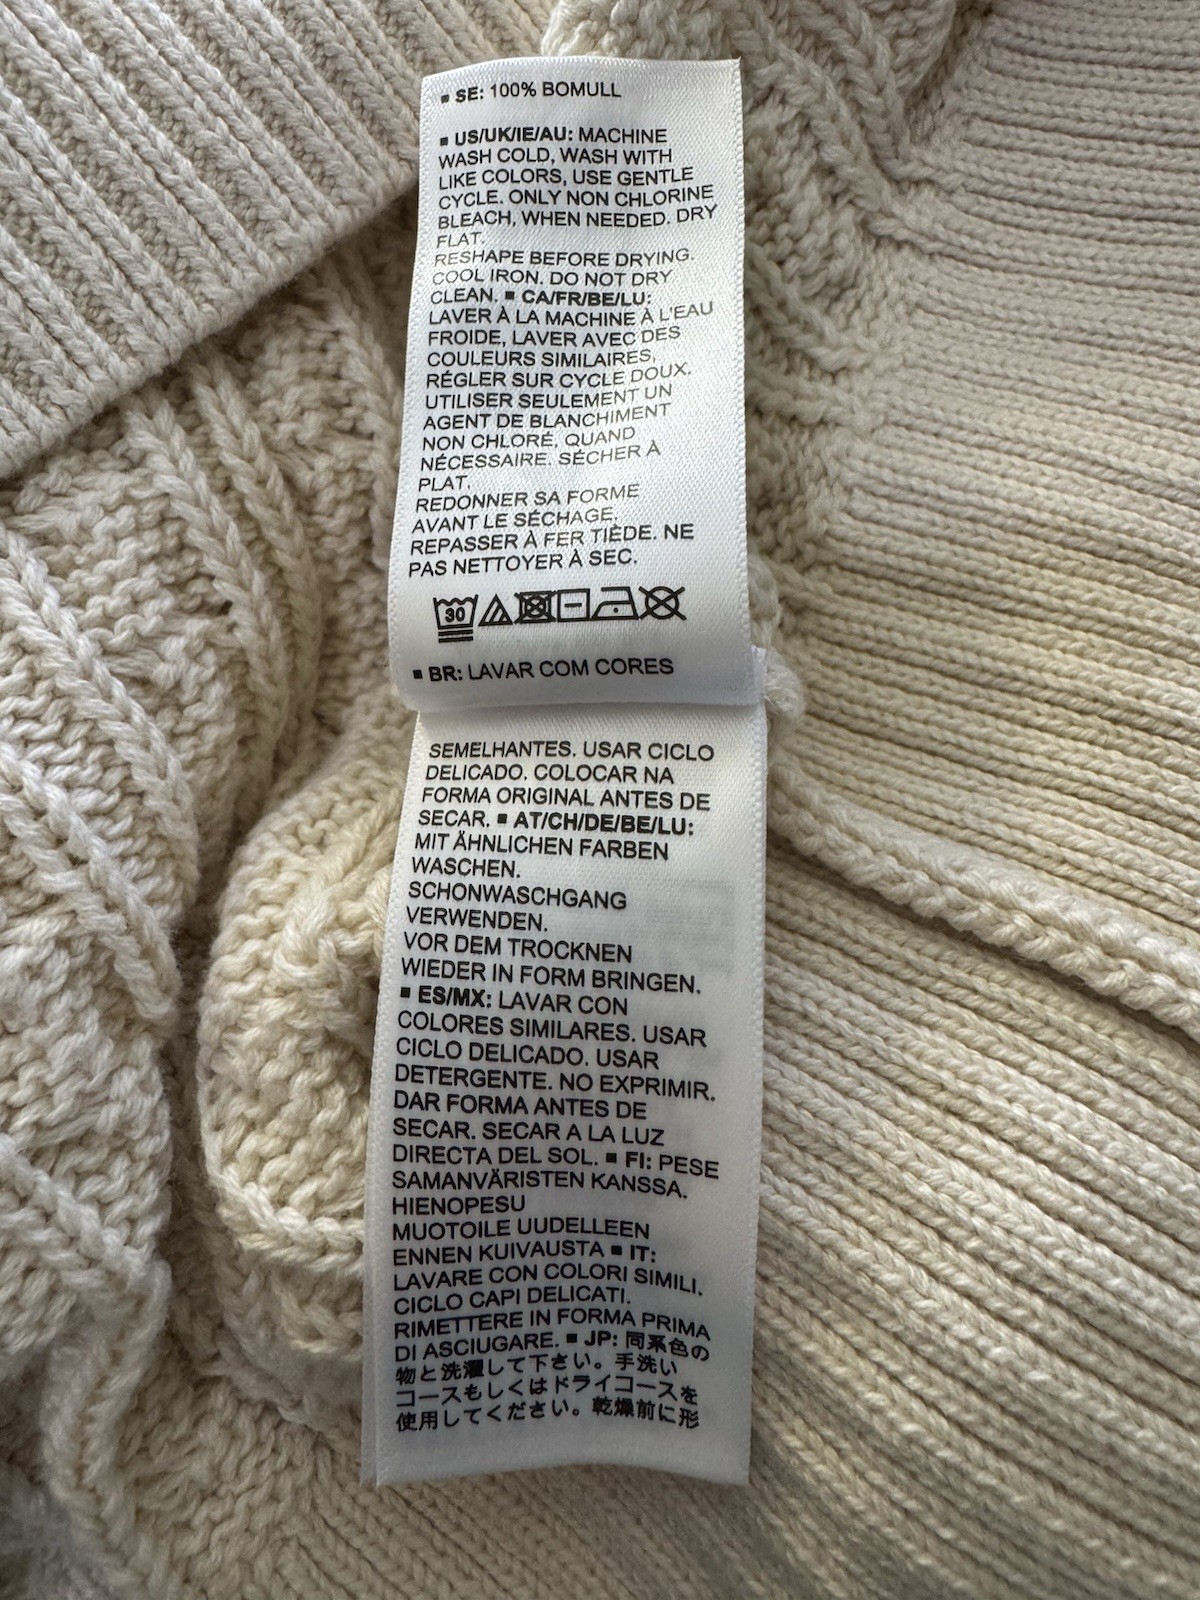 ▪ SE: 100% BOMULL
▪ US/UK/IE/AU: MACHINE
WASH COLD, WASH WITH
LIKE COLORS, USE GENTLE
CYCLE. ONLY NON CHLORINE
BLEACH, WHEN NEEDED. DRY
FLAT.
RESHAPE BEFORE DRYING.
COOL IRON. DO NOT DRY
CLEAN. ▪ CA/FR/BE/LU:
LAVER À LA MACHINE À L'EAU
FROIDE, LAVER AVEC DES
COULEURS SIMILAIRES,
RÉGLER SUR CYCLE DOUX.
UTILISER SEULEMENT UN
AGENT DE BLANCHIMENT
NON CHLORÉ, QUAND
NÉCESSAIRE. SÉCHER À
PLAT.
REDONNER SA FORME
AVANT LE SÉCHAGE,
REPASSER À FER TIÈDE. NE
PAS NETTOYER À SEC.
30
▪ BR: LAVAR COM CORES
SEMELHANTES. USAR CICLO
DELICADO. COLOCAR NA
FORMA ORIGINAL ANTES DE
SECAR. ▪ AT/CH/DE/BE/LU:
MIT ÄHNLICHEN FARBEN
WASCHEN.
SCHONWASCHGANG
VERWENDEN.
VOR DEM TROCKNEN
WIEDER IN FORM BRINGEN.
▪ ES/MX: LAVAR CON
COLORES SIMILARES. USAR
CICLO DELICADO. USAR
DETERGENTE. NO EXPRIMIR.
DAR FORMA ANTES DE
SECAR. SECAR A LA LUZ
DIRECTA DEL SOL. ▪ FI: PESE
SAMANVÄRISTEN KANSSA.
HIENOPESU
MUOTOILE UUDELLEEN
ENNEN KUIVAUSTA ▪ IT:
LAVARE CON COLORI SIMILI.
CICLO CAPI DELICATI.
RIMETTERE IN FORMA PRIMA
DI ASCIUGARE. ▪ JP: 同系色の
物と洗濯して下さい。手洗い
コースもしくはドライコースを
使用してください。乾燥前に形